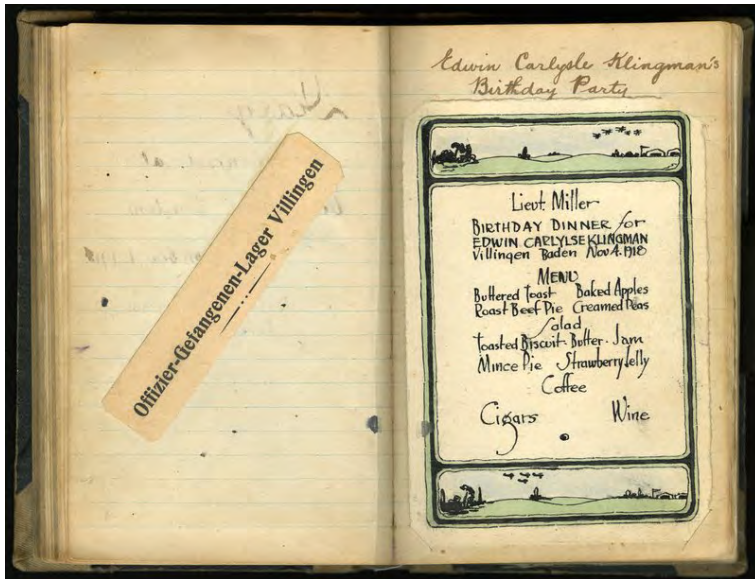 Offizier-Gefangenen-Lager Villingen
Edwin Carlysle Klingman's
Birthday Party
Lieut. Miller
BIRTHDAY DINNER for
EDWIN CARLYLSE KLINGMAN
Villingen Baden Nov. 4. 1918
MENU
Buttered Toast Baked Apples
Roast Beef Pie Creamed Peas
Salad
Toasted Biscuit. Butter. Jam
Mince Pie Strawberry Jelly
Coffee
Cigars Wine